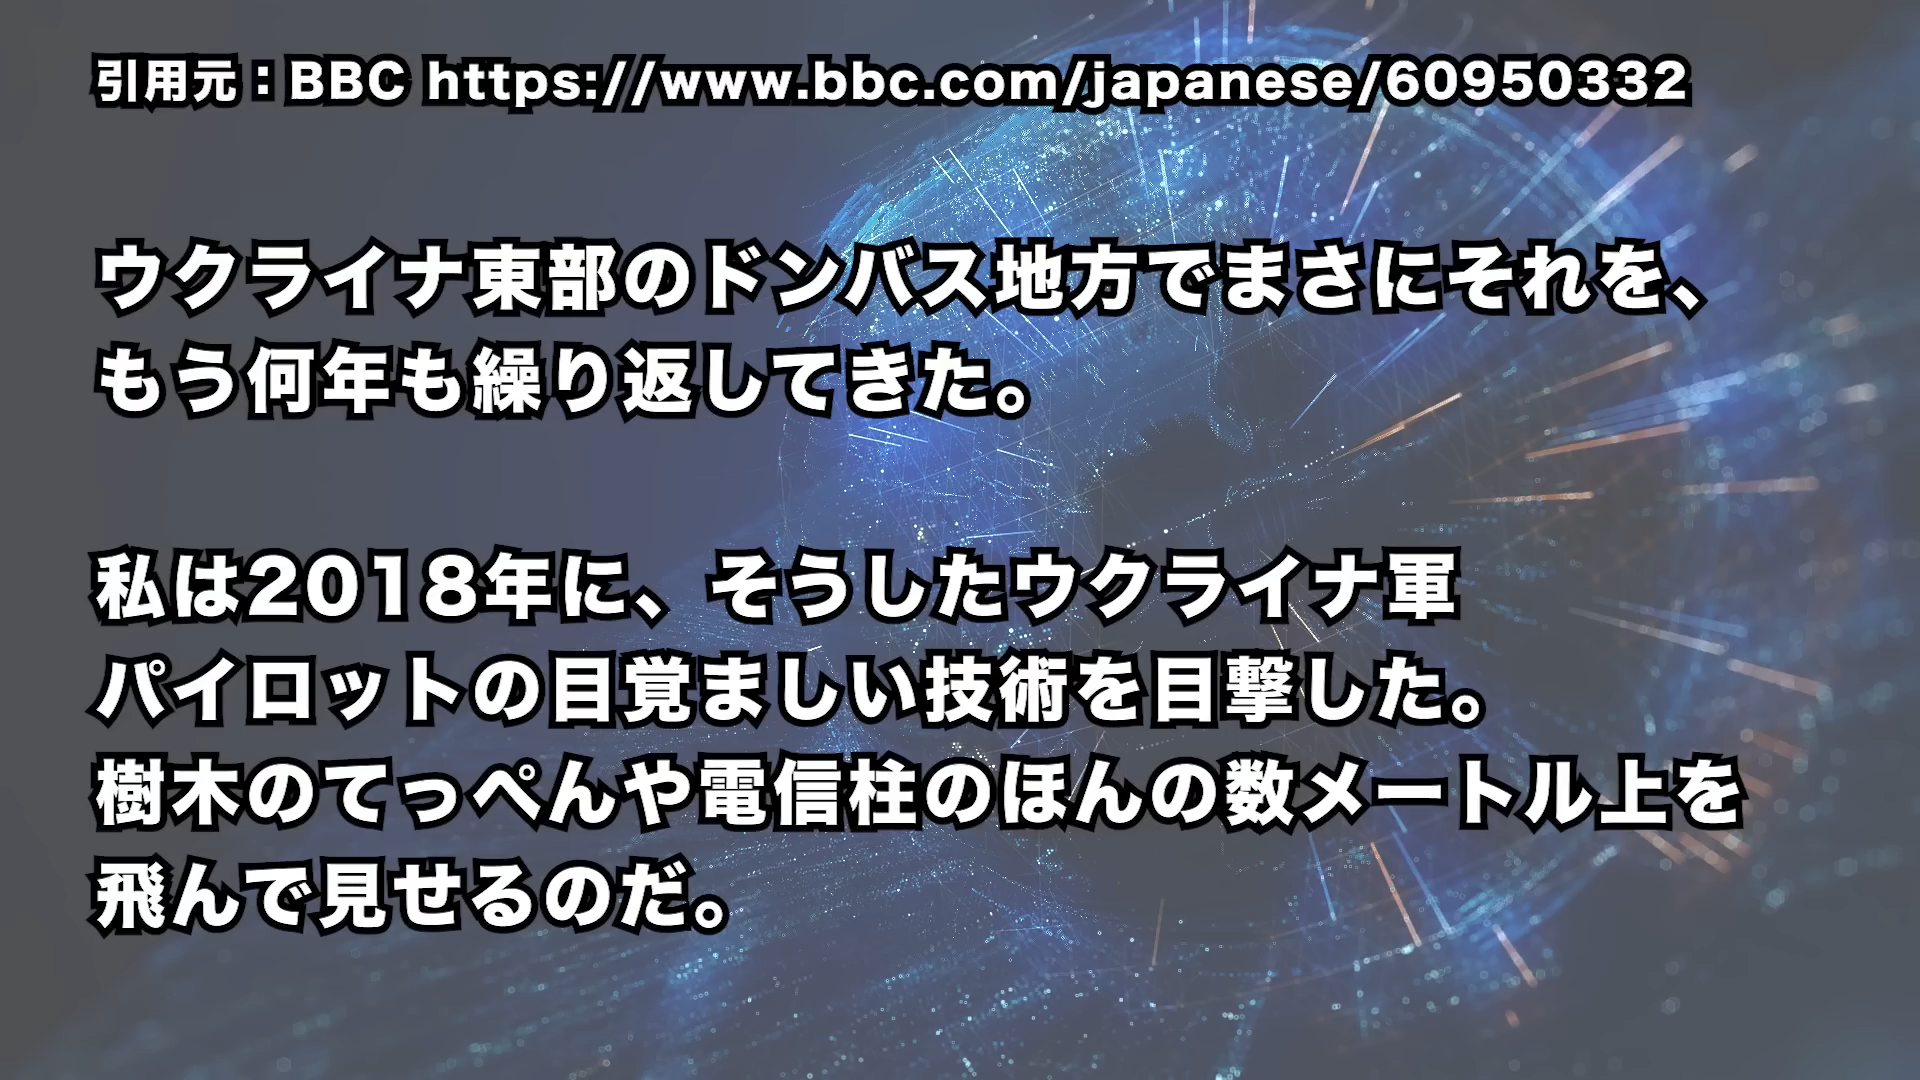 引用元：BBC https://www.bbc.com/japanese/60950332
ウクライナ東部のドンバス地方でまさにそれを、
もう何年も繰り返してきた。
私は2018年に、そうしたウクライナ軍
パイロットの目覚ましい技術を目撃した。
樹木のてっぺんや電信柱のほんの数メートル上を
飛んで見せるのだ。